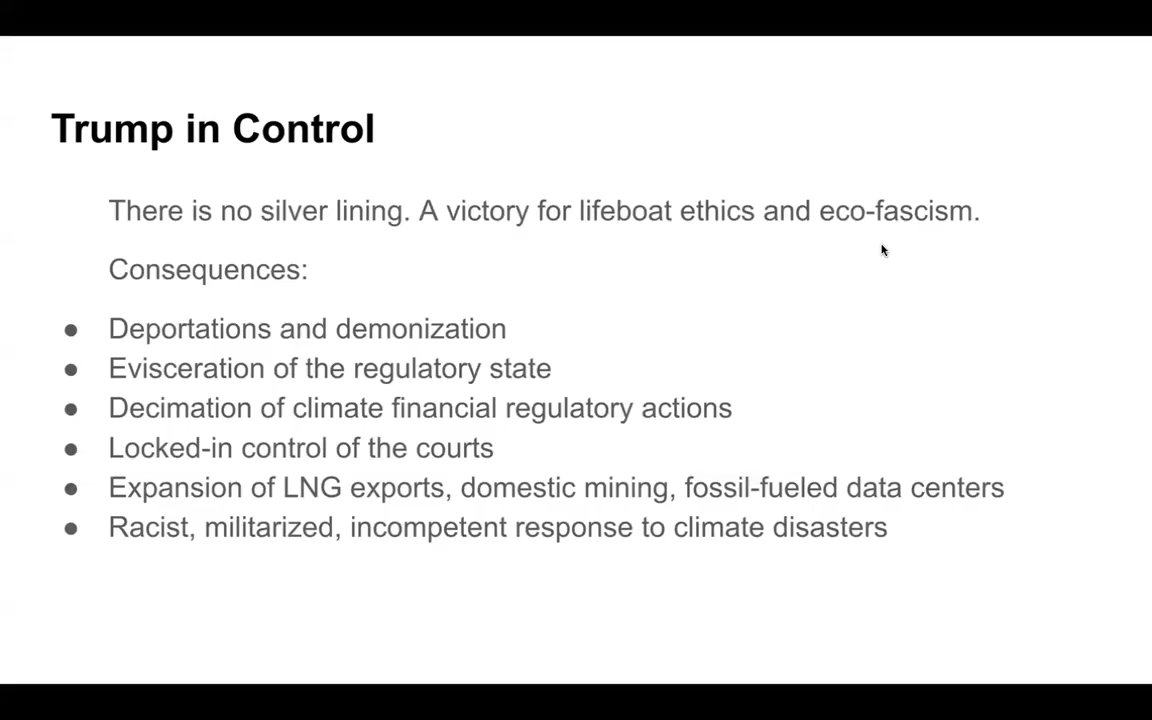 Trump in Control
There is no silver lining. A victory for lifeboat ethics and eco-fascism.
Consequences:
● Deportations and demonization
● Evisceration of the regulatory state
● Decimation of climate financial regulatory actions
● Locked-in control of the courts
● Expansion of LNG exports, domestic mining, fossil-fueled data centers
● Racist, militarized, incompetent response to climate disasters